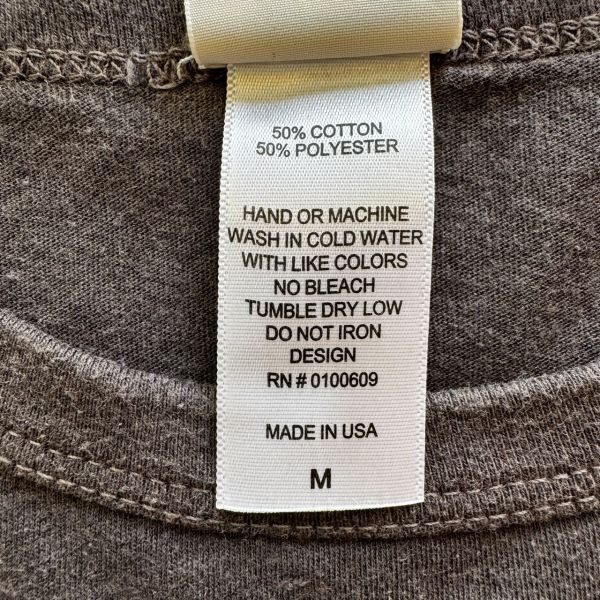 50% COTTON
50% POLYESTER
HAND OR MACHINE
WASH IN COLD WATER
WITH LIKE COLORS
NO BLEACH
TUMBLE DRY LOW
DO NOT IRON
DESIGN
RN # 0100609
MADE IN USA
M